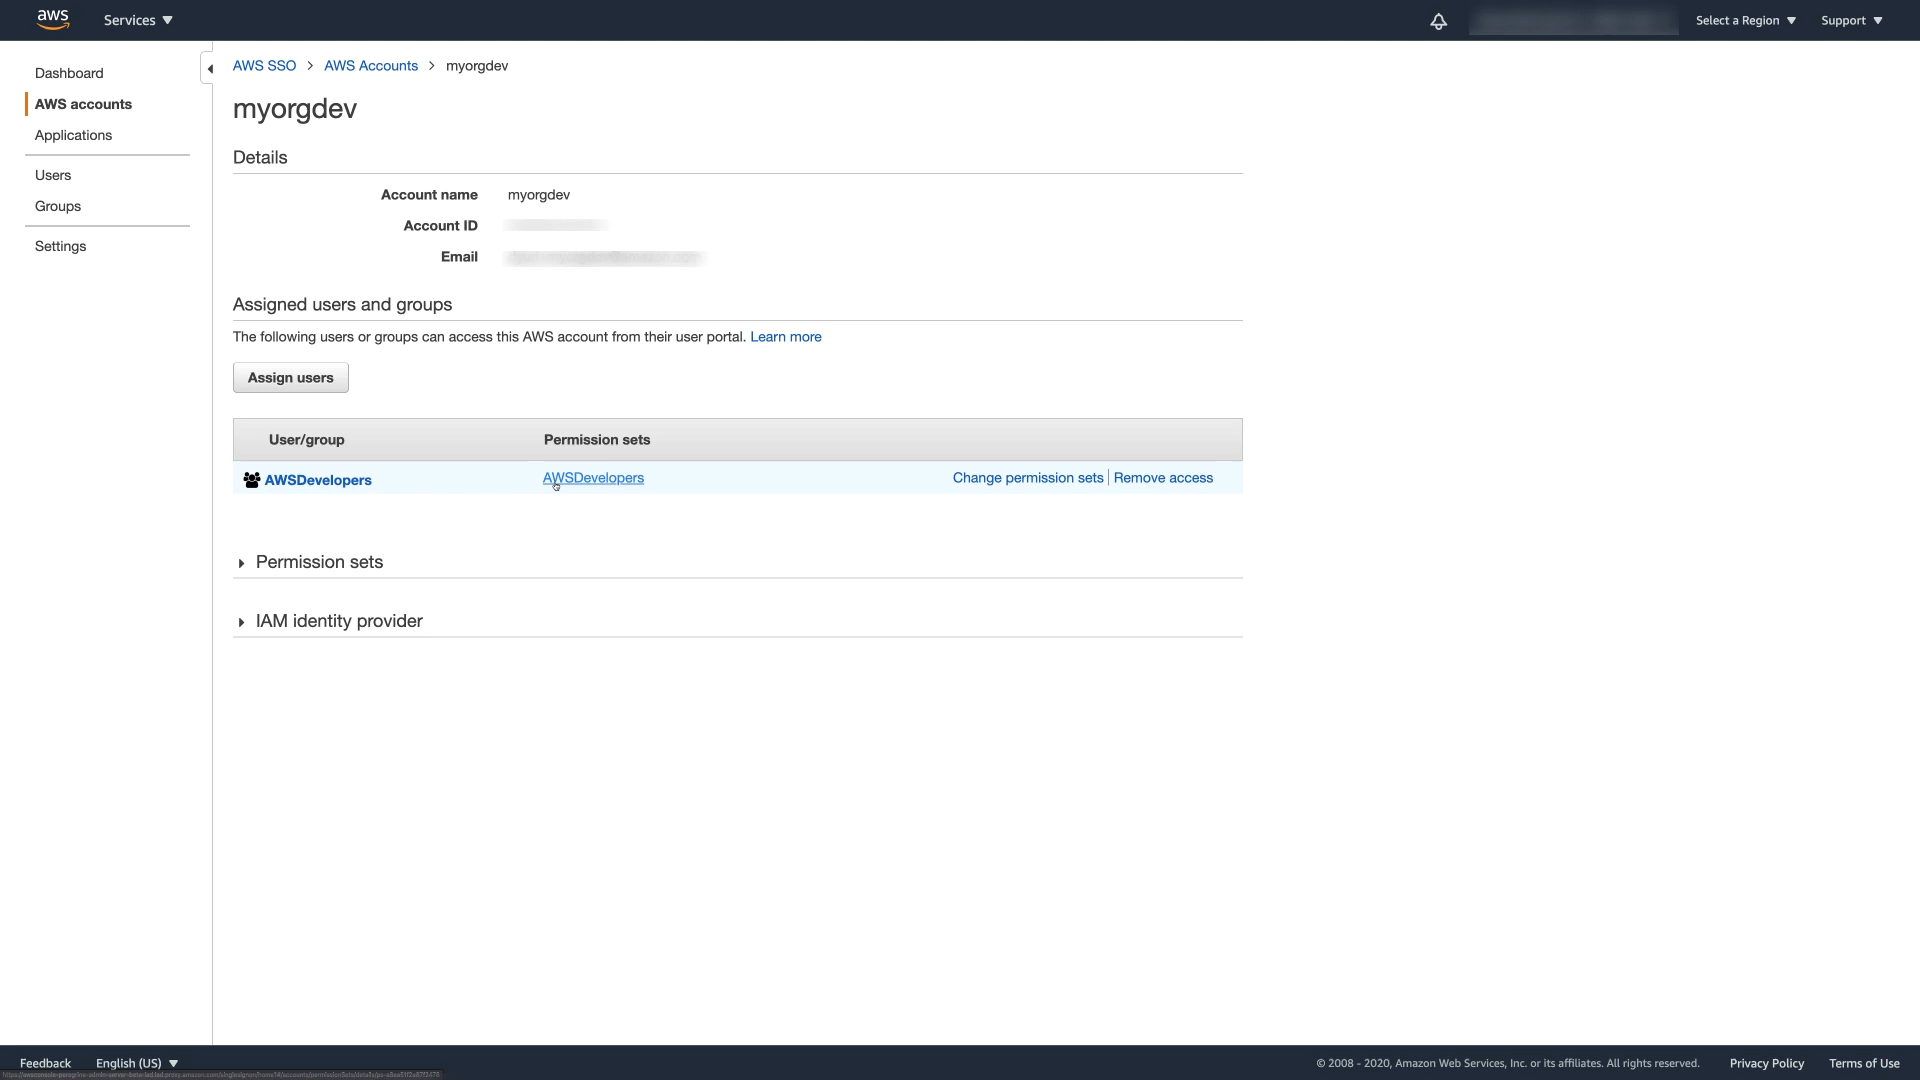 aws
Services
Select a Region
Support
Dashboard
AWS accounts
Applications
Users
Groups
Settings
AWS SSO > AWS Accounts > myorgdev
myorgdev
Details
Account name myorgdev
Account ID
Email
Assigned users and groups
The following users or groups can access this AWS account from their user portal. Learn more
Assign users
User/group Permission sets
AWSDevelopers AWSDevelopers Change permission sets | Remove access
Permission sets
IAM identity provider
Feedback English (US) © 2008 - 2020, Amazon Web Services, Inc. or its affiliates. All rights reserved. Privacy Policy Terms of Use